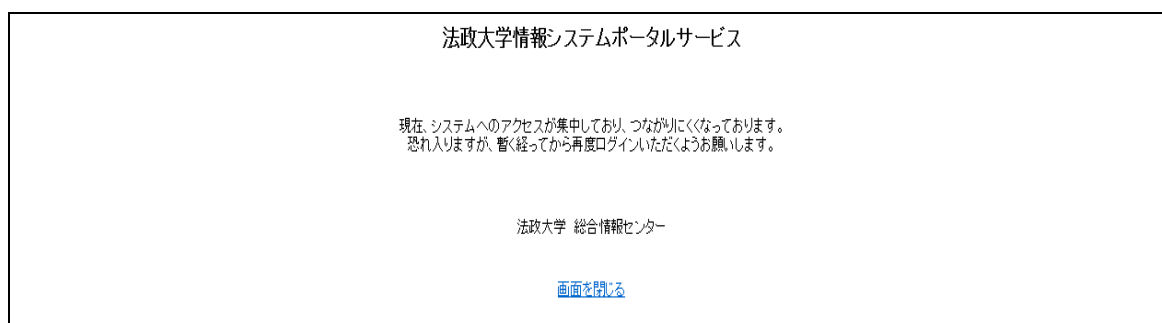 法政大学情報システムポータルサービス
現在、システムへのアクセスが集中しており、つながりにくくなっております。
恐れ入りますが、暫く経ってから再度ログインいただくようお願いします。
法政大学 総合情報センター
画面を閉じる